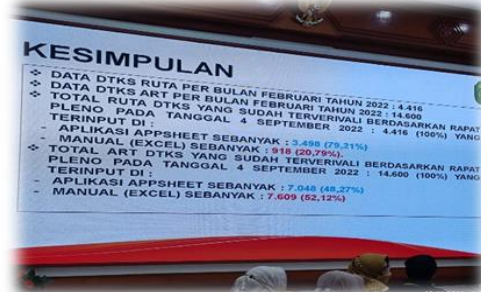 KESIMPULAN
❖ DATA DTKS RUTA PER BULAN FEBRUARI TAHUN 2022 : 4.416
❖ DATA DTKS ART PER BULAN FEBRUARI TAHUN 2022 : 14.600
❖ TOTAL RUTA DTKS YANG SUDAH TERVERIVALI BERDASARKAN RAPAT
PLENO PADA TANGGAL 4 SEPTEMBER 2022 : 4.416 (100%) YANG
TERINPUT DI :
- APLIKASI APPSHEET SEBANYAK : 3.498 (79,21%)
- MANUAL (EXCEL) SEBANYAK : 918 (20,79%).
❖ TOTAL ART DTKS YANG SUDAH TERVERIVALI BERDASARKAN RAPAT
PLENO PADA TANGGAL 4 SEPTEMBER 2022 : 14.600 (100%) YANG
TERINPUT DI :
- APLIKASI APPSHEET SEBANYAK : 7.048 (48,27%)
- MANUAL (EXCEL) SEBANYAK : 7.609 (52,12%)